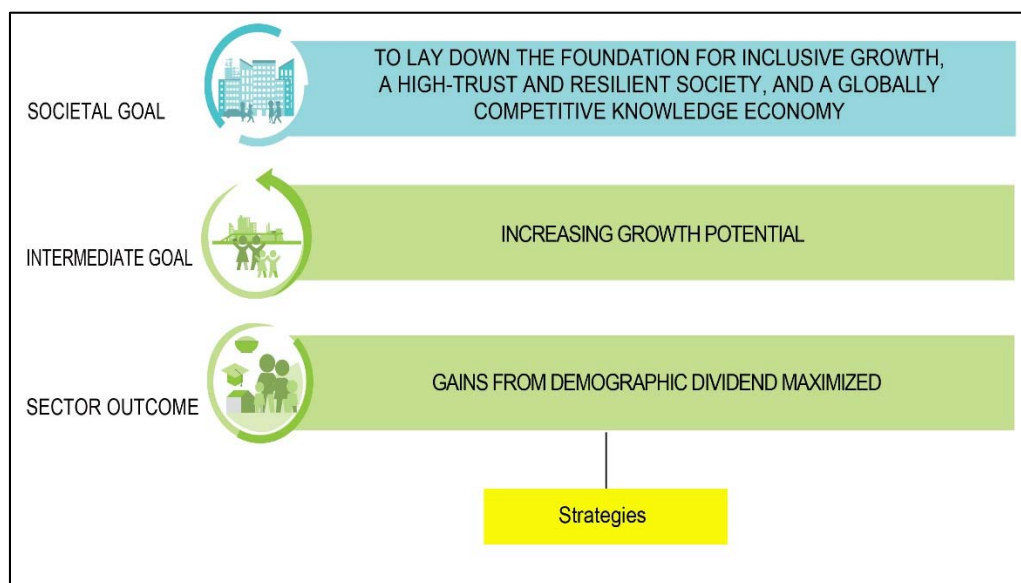 SOCIETAL GOAL
TO LAY DOWN THE FOUNDATION FOR INCLUSIVE GROWTH,
A HIGH-TRUST AND RESILIENT SOCIETY, AND A GLOBALLY
COMPETITIVE KNOWLEDGE ECONOMY
INTERMEDIATE GOAL
INCREASING GROWTH POTENTIAL
SECTOR OUTCOME
GAINS FROM DEMOGRAPHIC DIVIDEND MAXIMIZED
Strategies